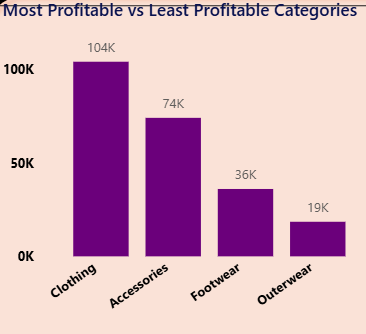 Most Profitable vs Least Profitable Categories
104K
100K
74K
50K
36K
19K
0K
Clothing
Accessories
Footwear
Outerwear